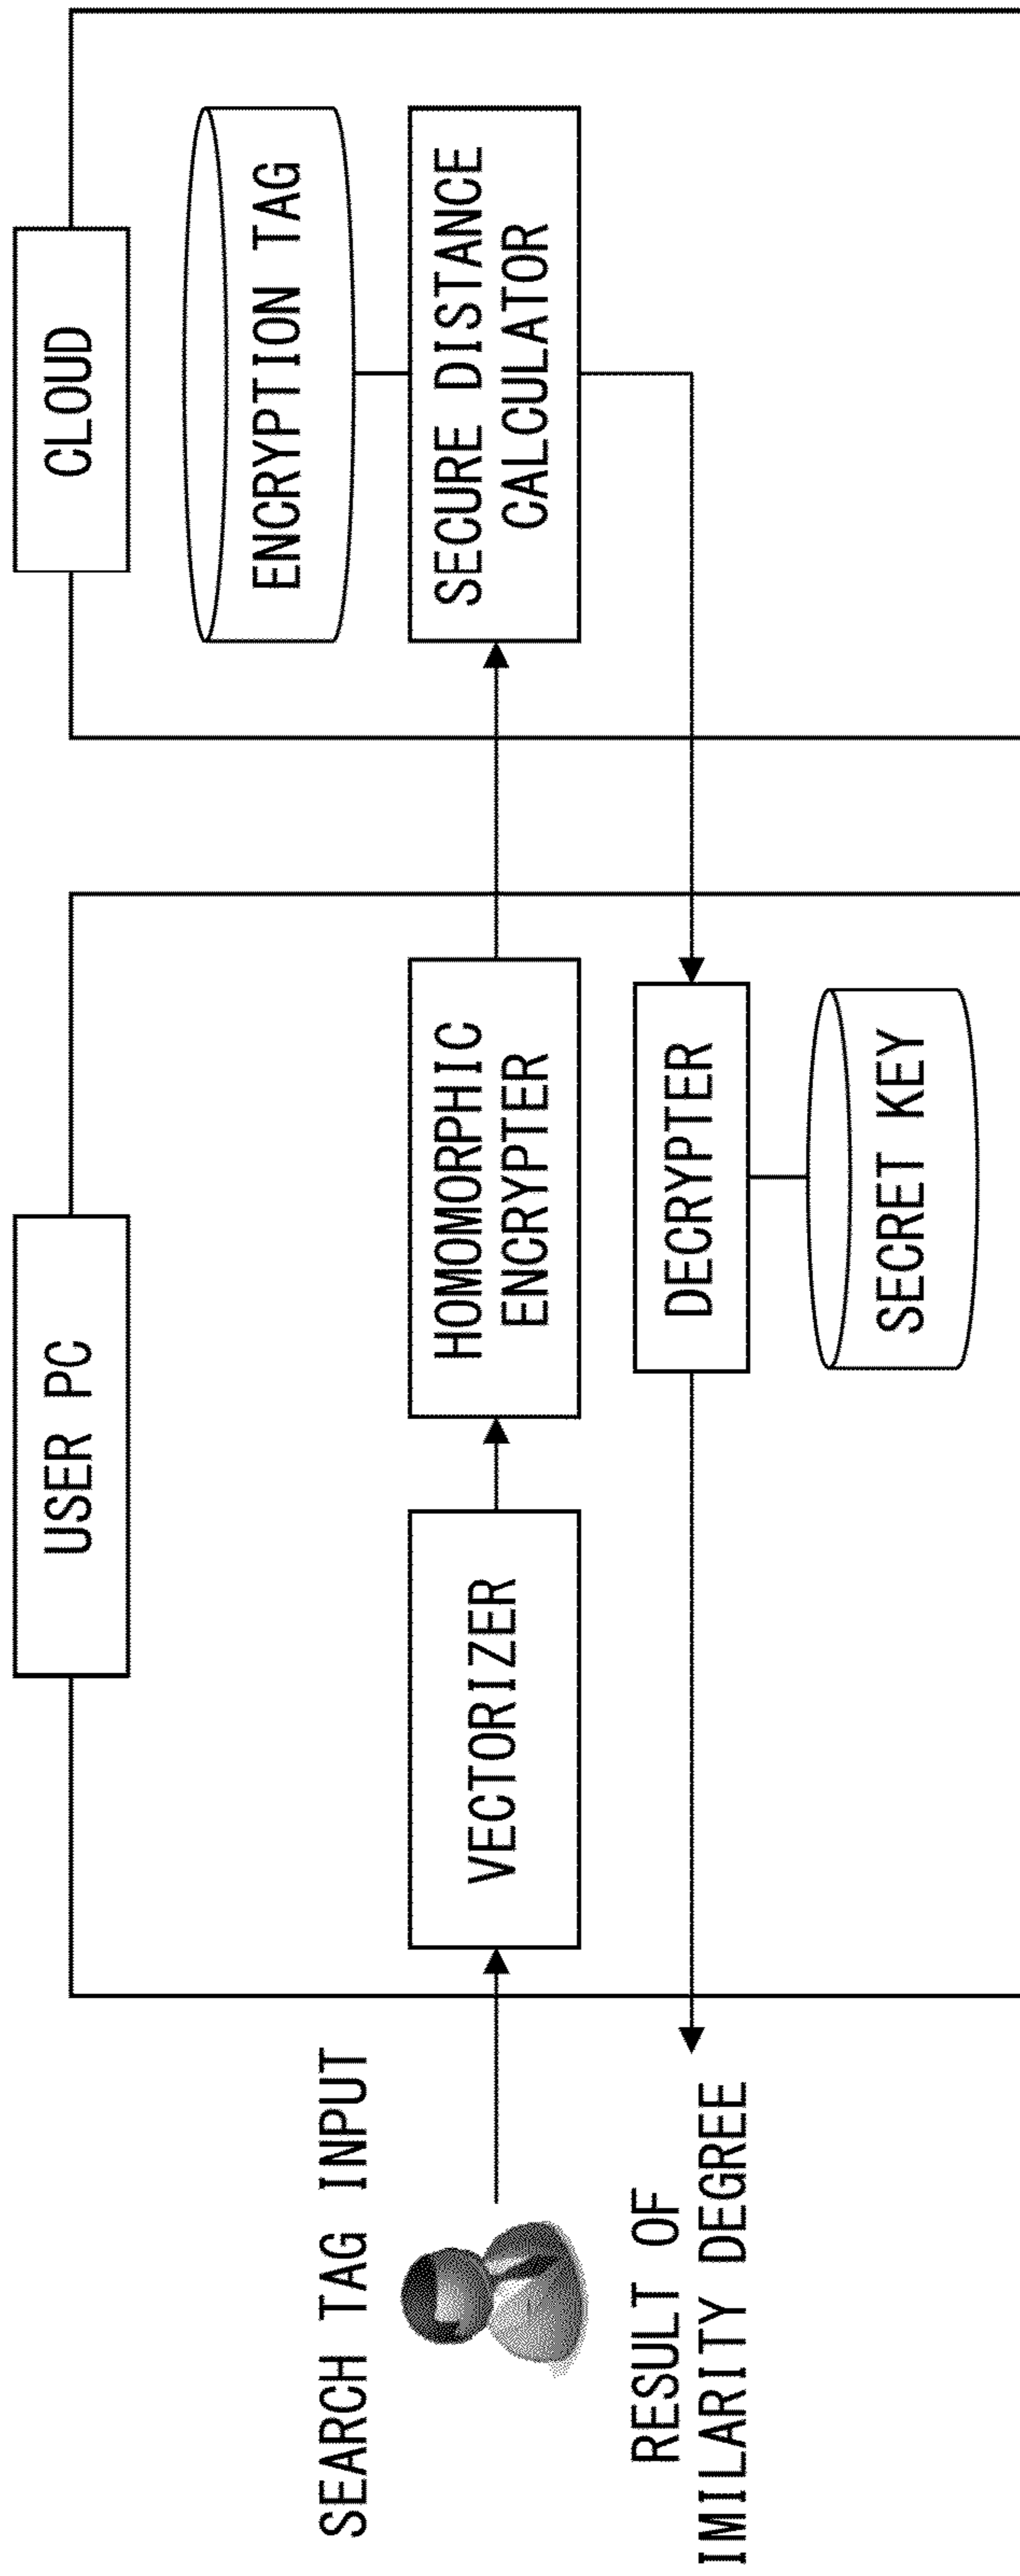 USER PC
CLOUD
SEARCH TAG INPUT
ENCRYPTION TAG
VECTORIZER
HOMOMORPHIC
ENCRYPTER
SECURE DISTANCE
CALCULATOR
RESULT OF
IMILARITY DEGREE
DECRYPTER
SECRET KEY